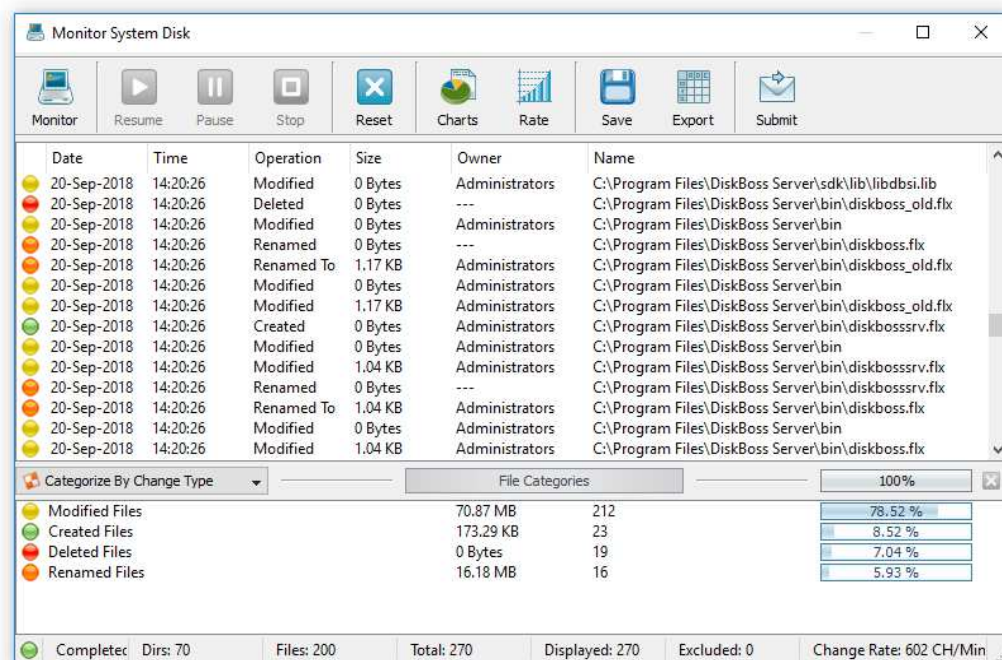 Monitor System Disk
Monitor Resume Pause Stop Reset Charts Rate Save Export Submit
Date Time Operation Size Owner Name
20-Sep-2018 14:20:26 Modified 0 Bytes Administrators C:\Program Files\DiskBoss Server\sdk\lib\libdbsi.lib
20-Sep-2018 14:20:26 Deleted 0 Bytes --- C:\Program Files\DiskBoss Server\bin\diskboss_old.flx
20-Sep-2018 14:20:26 Modified 0 Bytes Administrators C:\Program Files\DiskBoss Server\bin
20-Sep-2018 14:20:26 Renamed 0 Bytes --- C:\Program Files\DiskBoss Server\bin\diskboss.flx
20-Sep-2018 14:20:26 Renamed To 1.17 KB Administrators C:\Program Files\DiskBoss Server\bin\diskboss_old.flx
20-Sep-2018 14:20:26 Modified 0 Bytes Administrators C:\Program Files\DiskBoss Server\bin
20-Sep-2018 14:20:26 Modified 1.17 KB Administrators C:\Program Files\DiskBoss Server\bin\diskboss_old.flx
20-Sep-2018 14:20:26 Created 0 Bytes Administrators C:\Program Files\DiskBoss Server\bin\diskbosssrv.flx
20-Sep-2018 14:20:26 Modified 0 Bytes Administrators C:\Program Files\DiskBoss Server\bin
20-Sep-2018 14:20:26 Modified 1.04 KB Administrators C:\Program Files\DiskBoss Server\bin\diskbosssrv.flx
20-Sep-2018 14:20:26 Renamed 0 Bytes --- C:\Program Files\DiskBoss Server\bin\diskbosssrv.flx
20-Sep-2018 14:20:26 Renamed To 1.04 KB Administrators C:\Program Files\DiskBoss Server\bin\diskboss.flx
20-Sep-2018 14:20:26 Modified 0 Bytes Administrators C:\Program Files\DiskBoss Server\bin
20-Sep-2018 14:20:26 Modified 1.04 KB Administrators C:\Program Files\DiskBoss Server\bin\diskboss.flx
Categorize By Change Type File Categories 100%
Modified Files 70.87 MB 212 78.52 %
Created Files 173.29 KB 23 8.52 %
Deleted Files 0 Bytes 19 7.04 %
Renamed Files 16.18 MB 16 5.93 %
Completec Dirs: 70 Files: 200 Total: 270 Displayed: 270 Excluded: 0 Change Rate: 602 CH/Min